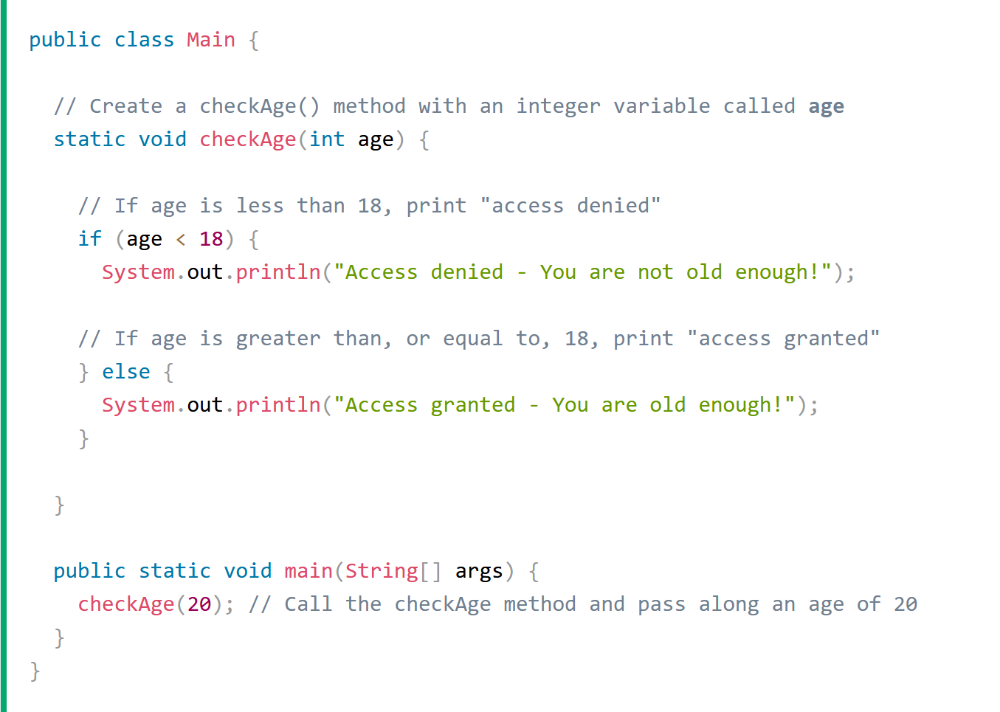 public class Main {
// Create a checkAge() method with an integer variable called age
static void checkAge(int age) {
// If age is less than 18, print "access denied"
if (age < 18) {
System.out.println("Access denied - You are not old enough!");
// If age is greater than, or equal to, 18, print "access granted"
} else {
System.out.println("Access granted - You are old enough!");
}
}
public static void main(String[] args) {
checkAge(20); // Call the checkAge method and pass along an age of 20
}
}